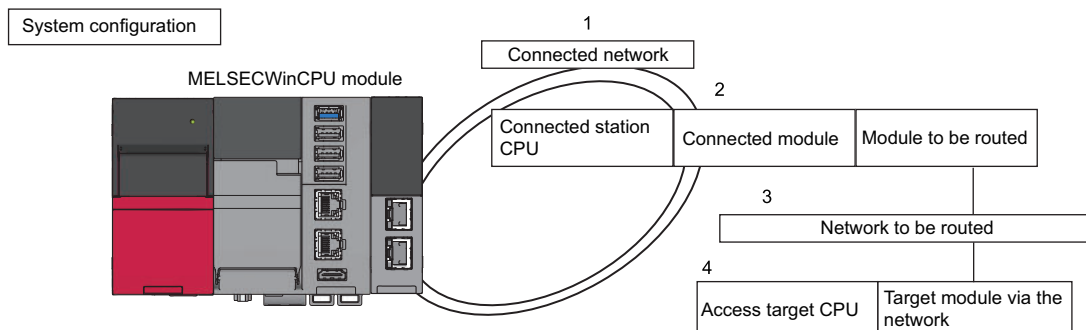 System configuration
1
Connected network
MELSECWinCPU module
2
Connected station
CPU
Connected module
Module to be routed
3
Network to be routed
4
Access target CPU
Target module via the
network